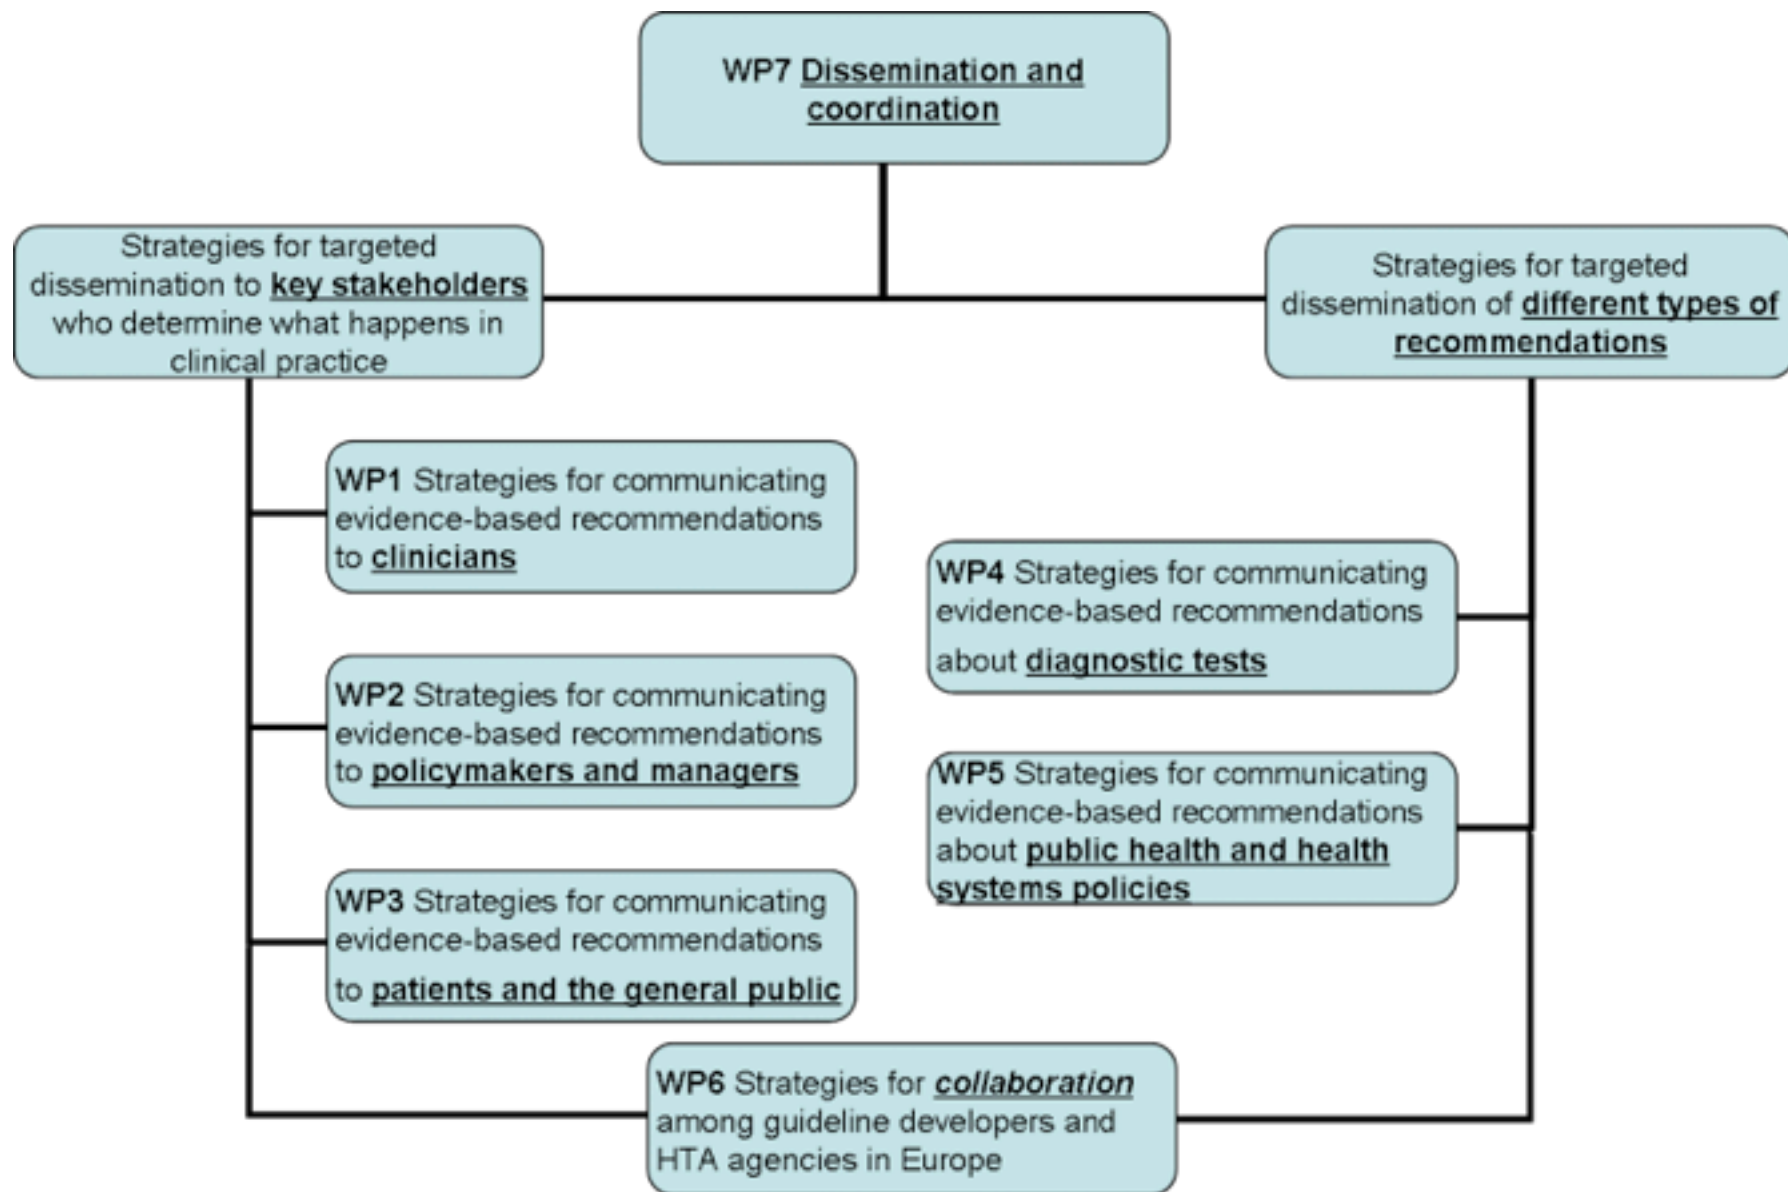 WP7 Dissemination and
coordination
Strategies for targeted
dissemination to key stakeholders
who determine what happens in
clinical practice
Strategies for targeted
dissemination of different types of
recommendations
WP1 Strategies for communicating
evidence-based recommendations
to clinicians
WP2 Strategies for communicating
evidence-based recommendations
to policymakers and managers
WP3 Strategies for communicating
evidence-based recommendations
to patients and the general public
WP4 Strategies for communicating
evidence-based recommendations
about diagnostic tests
WP5 Strategies for communicating
evidence-based recommendations
about public health and health
systems policies
WP6 Strategies for collaboration
among guideline developers and
HTA agencies in Europe